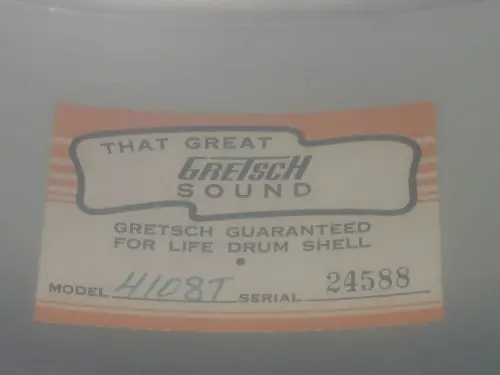 THAT GREAT
GRETSCH
SOUND
GRETSCH GUARANTEED
FOR LIFE DRUM SHELL
MODEL 4108T SERIAL 24588